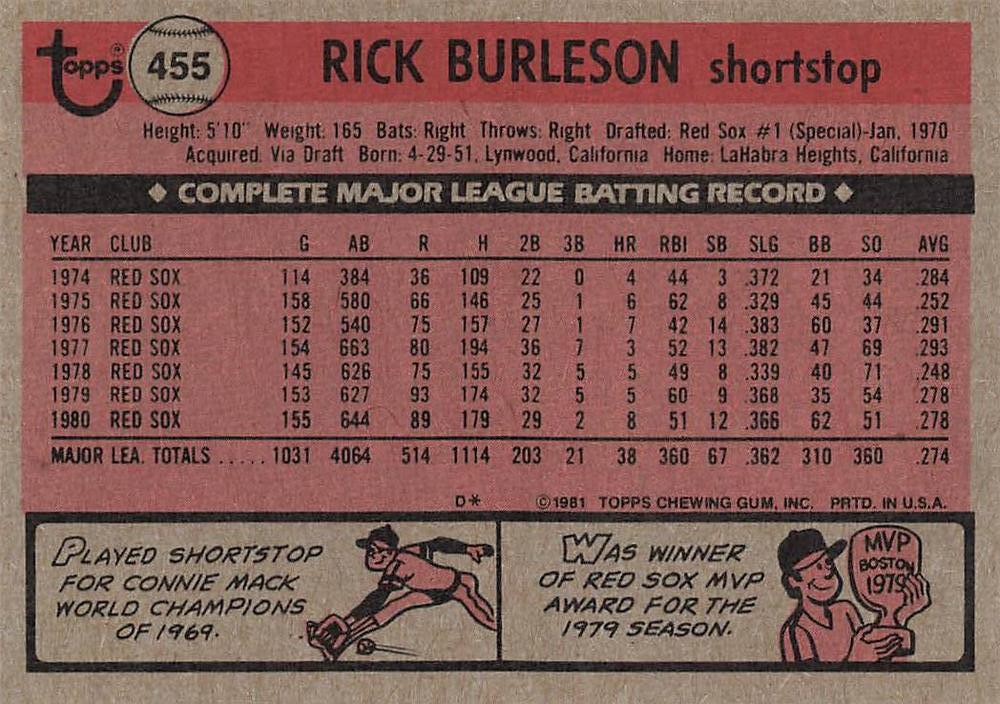 Topps ® 455 RICK BURLESON shortstop
Height: 5'10" Weight: 165 Bats: Right Throws: Right Drafted: Red Sox #1 (Special)-Jan, 1970
Acquired: Via Draft Born: 4-29-51, Lynwood, California Home: LaHabra Heights, California
◆ COMPLETE MAJOR LEAGUE BATTING RECORD ◆
YEAR CLUB G AB R H 2B 3B HR RBI SB SLG BB SO AVG
1974 RED SOX 114 384 36 109 22 0 4 44 3 .372 21 34 .284
1975 RED SOX 158 580 66 146 25 1 6 62 8 .329 45 44 .252
1976 RED SOX 152 540 75 157 27 1 7 42 14 .383 60 37 .291
1977 RED SOX 154 663 80 194 36 7 3 52 13 .382 47 69 .293
1978 RED SOX 145 626 75 155 32 5 5 49 8 .339 40 71 .248
1979 RED SOX 153 627 93 174 32 5 5 60 9 .368 35 54 .278
1980 RED SOX 155 644 89 179 29 2 8 51 12 .366 62 51 .278
MAJOR LEA. TOTALS ..... 1031 4064 514 1114 203 21 38 360 67 .362 310 360 .274
D* ©1981 TOPPS CHEWING GUM, INC. PRTD. IN U.S.A.
PLAYED SHORTSTOP
FOR CONNIE MACK
WORLD CHAMPIONS
OF 1969.
WAS WINNER
OF RED SOX MVP
AWARD FOR THE
1979 SEASON.
MVP
BOSTON
1979